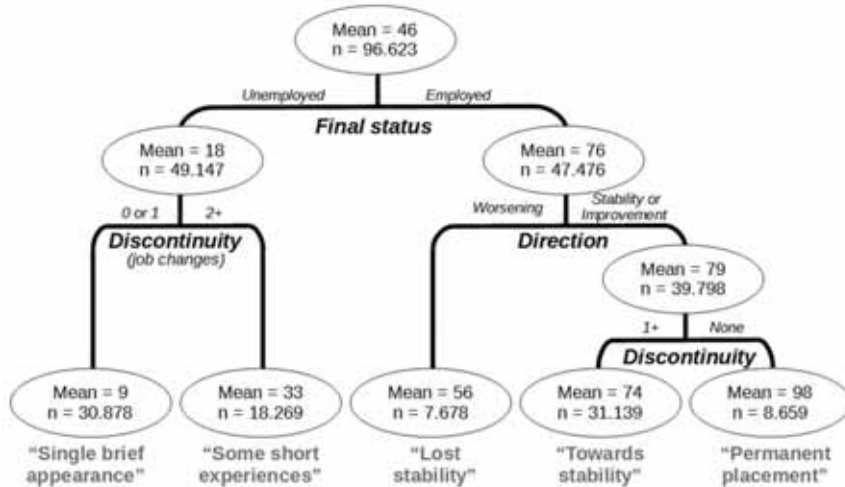 Mean = 46
n = 96.623
Unemployed
Employed
Final status
Mean = 18
n = 49.147
Mean = 76
n = 47.476
0 or 1
2+
Discontinuity
(job changes)
Worsening
Stability or
Improvement
Direction
Mean = 79
n = 39.798
1+
None
Discontinuity
Mean = 9
n = 30.878
Mean = 33
n = 18.269
Mean = 56
n = 7.678
Mean = 74
n = 31.139
Mean = 98
n = 8.659
“Single brief
appearance”
“Some short
experiences”
“Lost
stability”
“Towards
stability”
“Permanent
placement”